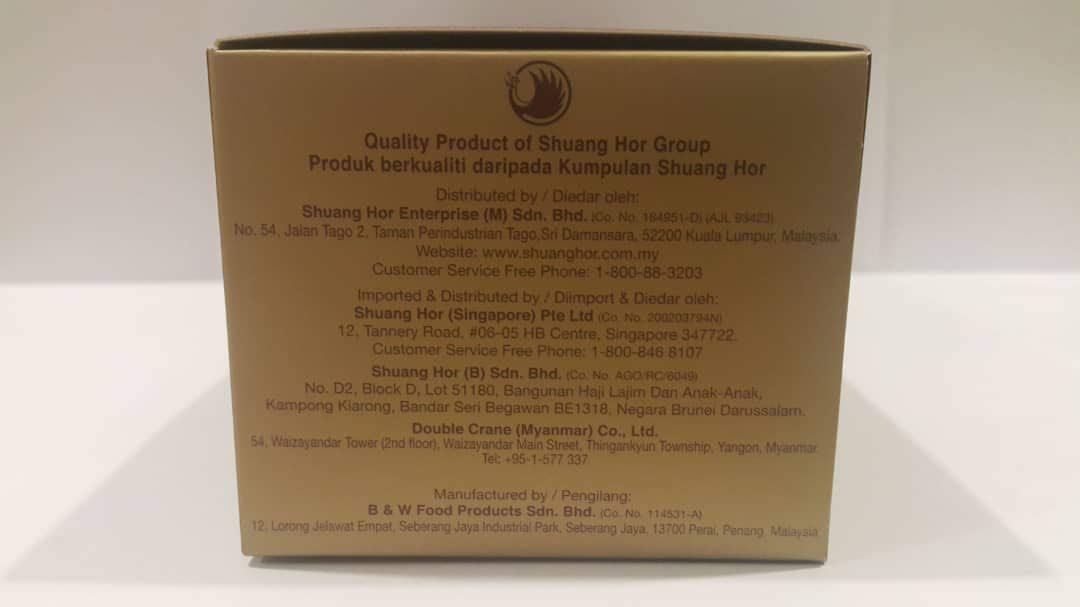 Quality Product of Shuang Hor Group
Produk berkualiti daripada Kumpulan Shuang Hor
Distributed by / Diedar oleh:
Shuang Hor Enterprise (M) Sdn. Bhd. (Co. No. 184951-D) (AJL 93423)
No. 54, Jalan Tago 2, Taman Perindustrian Tago,Sri Damansara, 52200 Kuala Lumpur, Malaysia.
Website: www.shuanghor.com.my
Customer Service Free Phone: 1-800-88-3203
Imported & Distributed by / Diimport & Diedar oleh:
Shuang Hor (Singapore) Pte Ltd (Co. No. 200203794N)
12, Tannery Road, #06-05 HB Centre, Singapore 347722.
Customer Service Free Phone: 1-800-846 8107
Shuang Hor (B) Sdn. Bhd. (Co. No. AGO/RC/6049)
No. D2, Block D, Lot 51180, Bangunan Haji Lajim Dan Anak-Anak,
Kampong Kiarong, Bandar Seri Begawan BE1318, Negara Brunei Darussalam.
Double Crane (Myanmar) Co., Ltd.
54, Waizayandar Tower (2nd floor), Waizayandar Main Street, Thingankyun Township, Yangon, Myanmar.
Tel: +95-1-577 337
Manufactured by / Pengilang:
B & W Food Products Sdn. Bhd. (Co. No. 114531-A)
12, Lorong Jelawat Empat, Seberang Jaya Industrial Park, Seberang Jaya, 13700 Perai, Penang, Malaysia